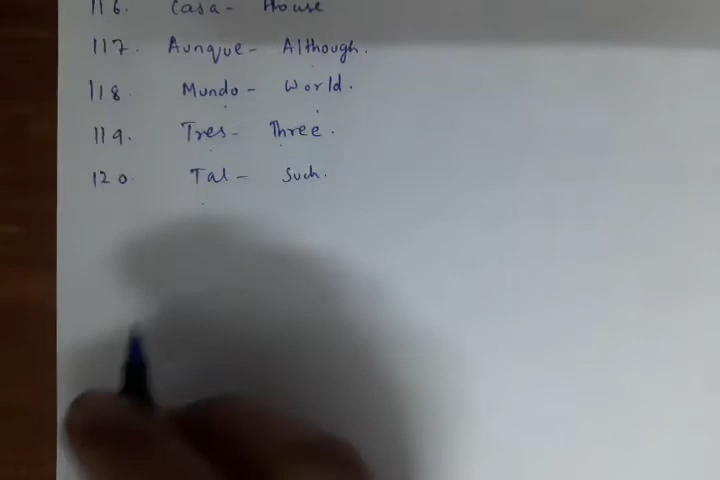 116. Casa- House
117. Aunque- Although.
118. Mundo- World.
119. Tres- Three.
120. Tal- Such.